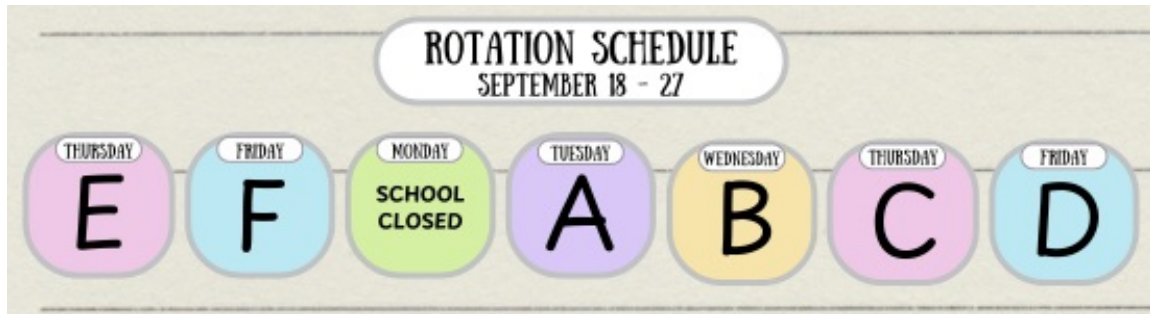 ROTATION SCHEDULE
SEPTEMBER 18 - 27
THURSDAY
E
FRIDAY
F
MONDAY
SCHOOL
CLOSED
TUESDAY
A
WEDNESDAY
B
THURSDAY
C
FRIDAY
D